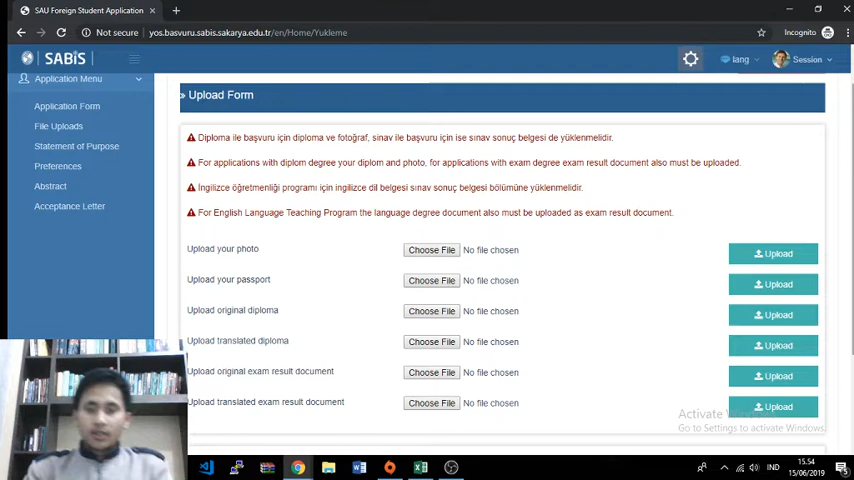 SAU Foreign Student Application
Not secure
yos.basvuru.sabis.sakarya.edu.tr/en/Home/Yukleme
Incognito
SABİS
lang
Session
Application Menu
Application Form
File Uploads
Statement of Purpose
Preferences
Abstract
Acceptance Letter
» Upload Form
Diploma ile başvuru için diploma ve fotoğraf, sinav ile başvuru için ise sınav sonuç belgesi de yüklenmelidir.
For applications with diplom degree your diplom and photo, for applications with exam degree exam result document also must be uploaded.
İngilizce öğretmenliği programı için ingilizce dil belgesi sınav sonuç belgesi bölümüne yüklenmelidir.
For English Language Teaching Program the language degree document also must be uploaded as exam result document.
Upload your photo Choose File No file chosen Upload
Upload your passport Choose File No file chosen Upload
Upload original diploma Choose File No file chosen Upload
Upload translated diploma Choose File No file chosen Upload
Upload original exam result document Choose File No file chosen Upload
Upload translated exam result document Choose File No file chosen Upload
Activate Windows
Go to Settings to activate Windows.
IND
15.54
15/06/2019